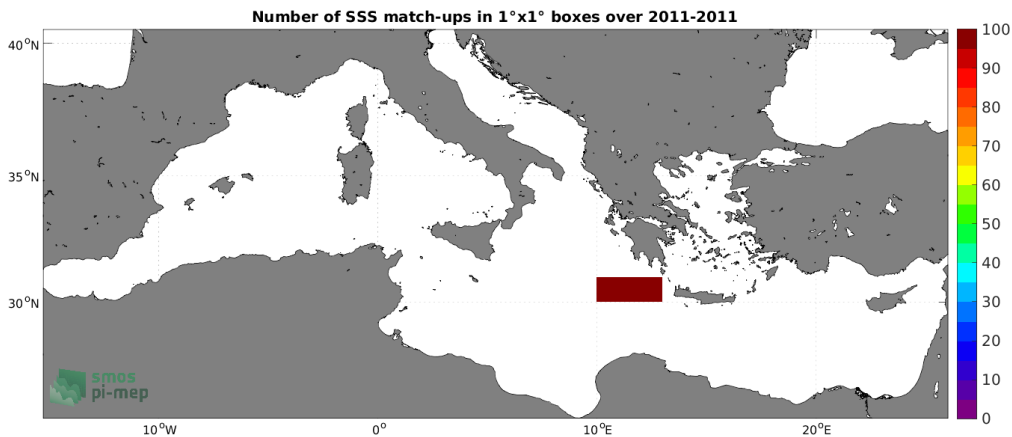 Number of SSS match-ups in 1°x1° boxes over 2011-2011
40°N
35°N
30°N
10°W
0°
10°E
20°E
100
90
80
70
60
50
40
30
20
10
0
smos
pi-mep